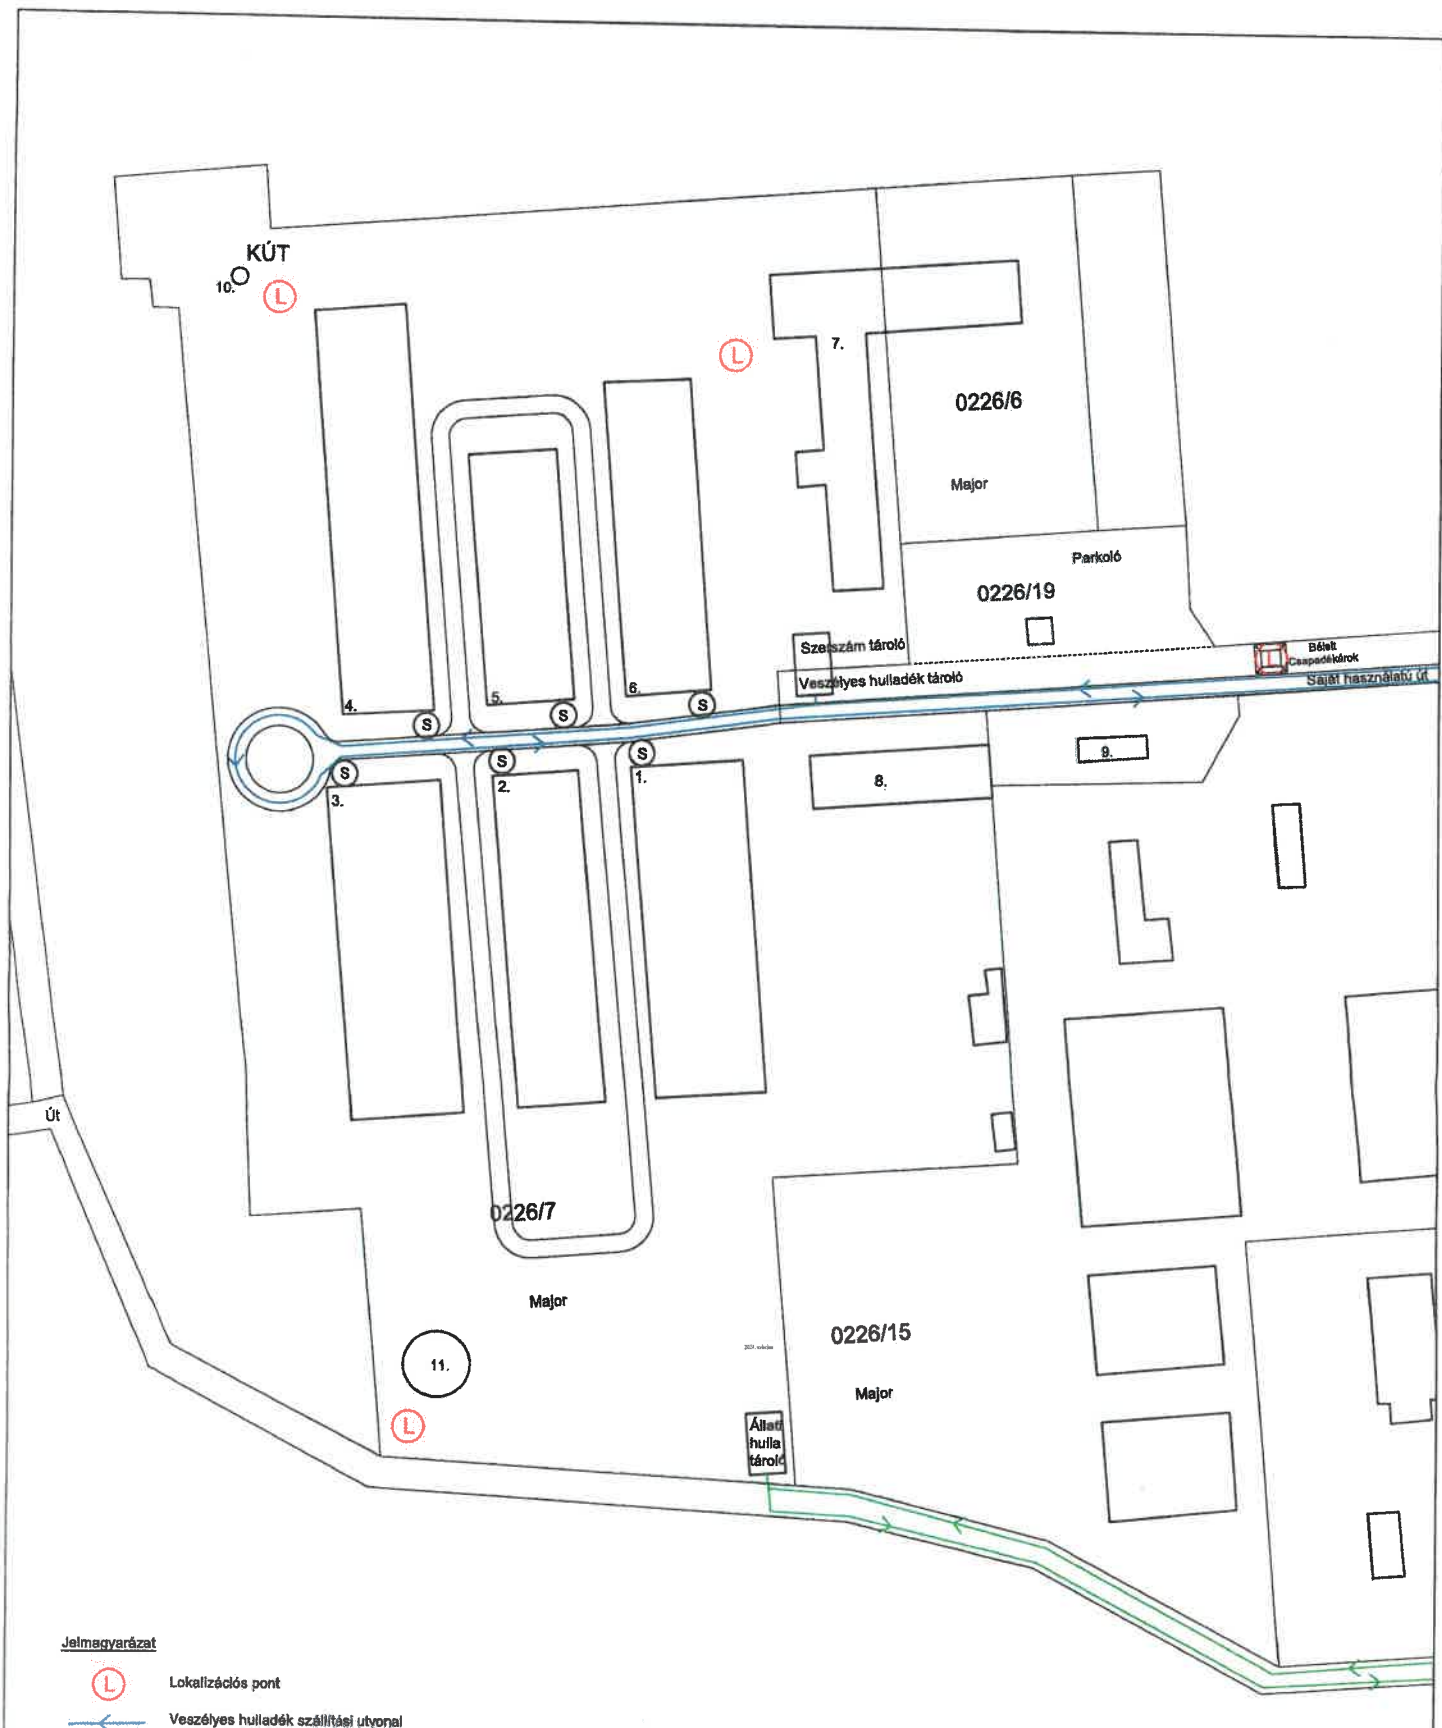 KÚT
10.
L
L
7.
0226/6
Major
Parkoló
0226/19
Szerszám tároló
Veszélyes hulladék tároló
L
Bélelt
Csapadékárok
Saját használatú út
4.
5.
6.
S
S
S
S
S
S
3.
2.
1.
8.
9.
Út
0226/7
Major
0226/15
Major
11.
L
Állati
hulla
tároló
Jelmagyarázat
L
Lokalizációs pont
Veszélyes hulladék szállítási utvonal